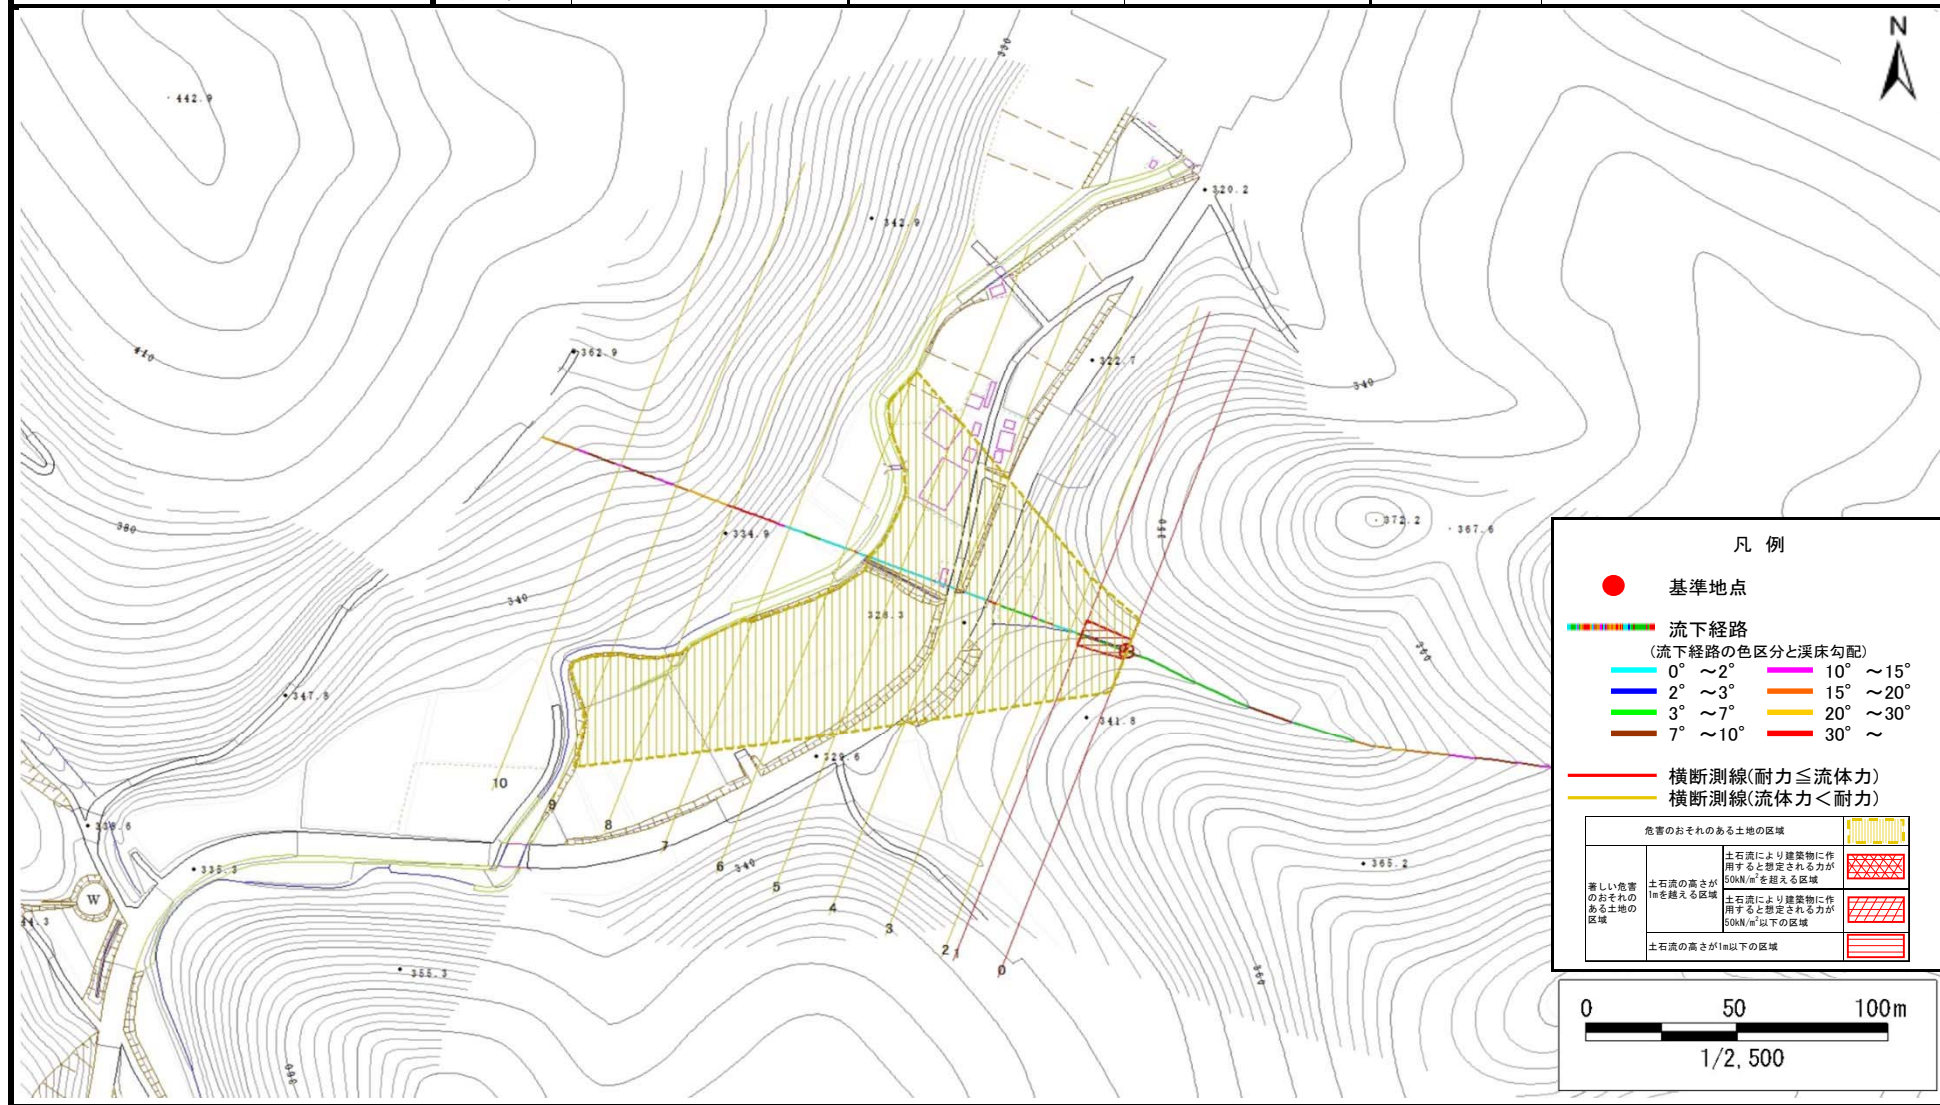 N
330
442.9
320.2
342.9
410
362.9
322.7
340
372.2
367.6
350
380
334.9
340
328.3
13
360
347.8
341.8
329.6
10
9
8
7
6
340
5
4
3
2
1
0
335.3
365.2
W
44.3
355.3
360
凡 例
基準地点
流下経路
(流下経路の色区分と渓床勾配)
0° ～2° 10° ～15°
2° ～3° 15° ～20°
3° ～7° 20° ～30°
7° ～10° 30° ～
横断測線(耐力≦流体力)
横断測線(流体力＜耐力)
危害のおそれのある土地の区域
著しい危害
のおそれの
ある土地の
区域
土石流の高さが
1mを越える区域
土石流により建築物に作
用すると想定される力が
50kN/m²を超える区域
土石流により建築物に作
用すると想定される力が
50kN/m²以下の区域
土石流の高さが1m以下の区域
0 50 100m
1/2,500